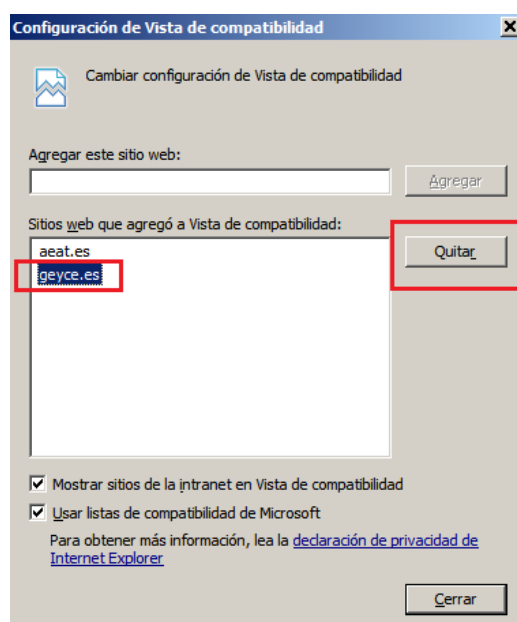 Configuración de Vista de compatibilidad
Cambiar configuración de Vista de compatibilidad
Agregar este sitio web:
Agregar
Sitios web que agregó a Vista de compatibilidad:
aeat.es
geyce.es
Quitar
Mostrar sitios de la intranet en Vista de compatibilidad
Usar listas de compatibilidad de Microsoft
Para obtener más información, lea la declaración de privacidad de
Internet Explorer
Cerrar